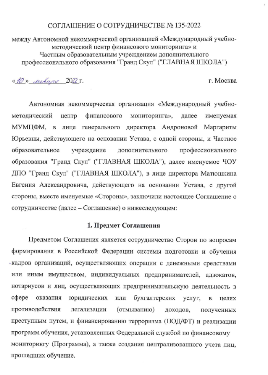 СОГЛАШЕНИЕ О СОТРУДНИЧЕСТВЕ № 135-2022
между Автономной некоммерческой организацией «Международный учебно-
методический центр финансового мониторинга» и
Частным образовательным учреждением дополнительного
профессионального образования "Гранд Скул" ("ГЛАВНАЯ ШКОЛА")
«10» января 2022 г. г. Москва
Автономная некоммерческая организация «Международный учебно-
методический центр финансового мониторинга», далее именуемая
МУМЦФМ, в лице генерального директора Андроновой Маргариты
Юрьевны, действующего на основании Устава, с одной стороны, и Частное
образовательное учреждение дополнительного профессионального
образования "Гранд Скул" ("ГЛАВНАЯ ШКОЛА"), далее именуемое ЧОУ
ДПО "Гранд Скул" ("ГЛАВНАЯ ШКОЛА"), в лице директора Матюшкина
Евгения Александровича, действующего на основании Устава, с другой
стороны, вместе именуемые «Стороны», заключили настоящее Соглашение о
сотрудничестве (далее – Соглашение) о нижеследующем:
1. Предмет Соглашения
Предметом Соглашения является сотрудничество Сторон по вопросам
формирования в Российской Федерации системы подготовки и обучения
кадров организаций, осуществляющих операции с денежными средствами
или иным имуществом, индивидуальных предпринимателей, адвокатов,
нотариусов и лиц, осуществляющих предпринимательскую деятельность в
сфере оказания юридических или бухгалтерских услуг, в целях
противодействия легализации (отмыванию) доходов, полученных
преступным путем, и финансированию терроризма (ПОД/ФТ) и реализации
программ обучения, установленных Федеральной службой по финансовому
мониторингу (Программа), а также создания централизованного учета лиц,
прошедших обучение.